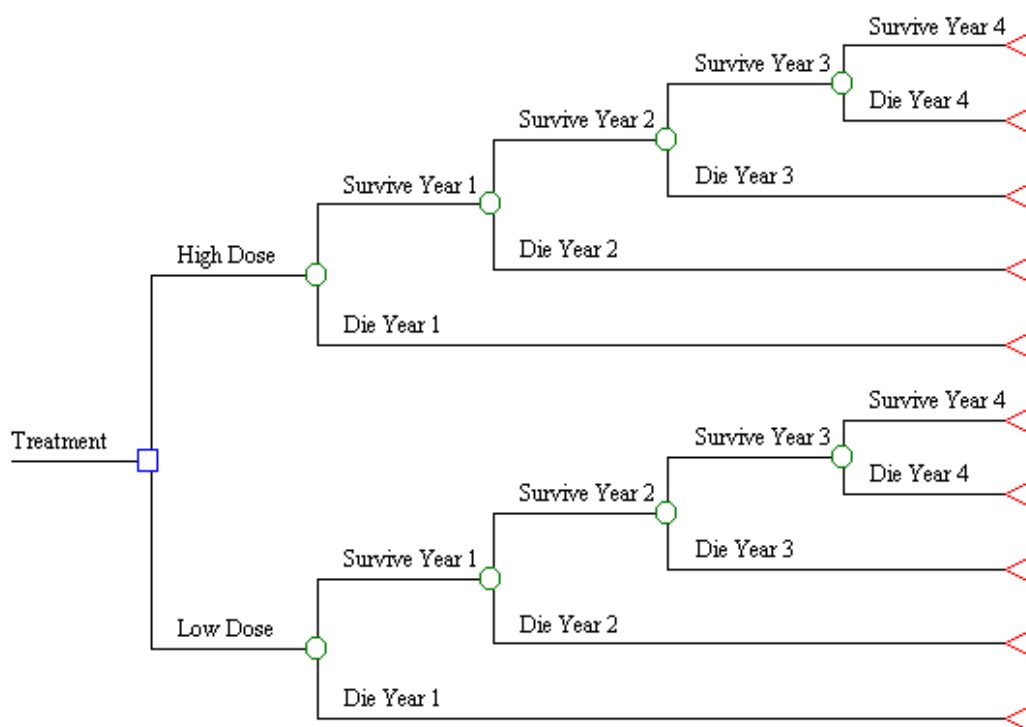 Survive Year 4
Survive Year 3
Die Year 4
Survive Year 2
Die Year 3
Survive Year 1
Die Year 2
High Dose
Die Year 1
Survive Year 4
Treatment
Survive Year 3
Die Year 4
Survive Year 2
Die Year 3
Survive Year 1
Die Year 2
Low Dose
Die Year 1